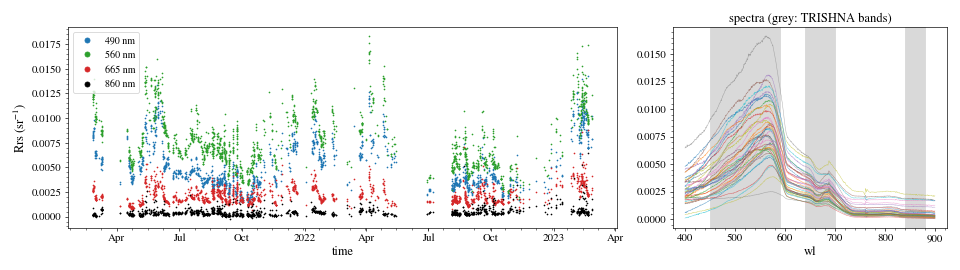 spectra (grey: TRISHNA bands)
490 nm
560 nm
665 nm
860 nm
Rrs (sr⁻¹)
0.0175
0.0150
0.0125
0.0100
0.0075
0.0050
0.0025
0.0000
Apr
Jul
Oct
2022
Apr
Jul
Oct
2023
Apr
time
0.0150
0.0125
0.0100
0.0075
0.0050
0.0025
0.0000
400
500
600
700
800
900
wl